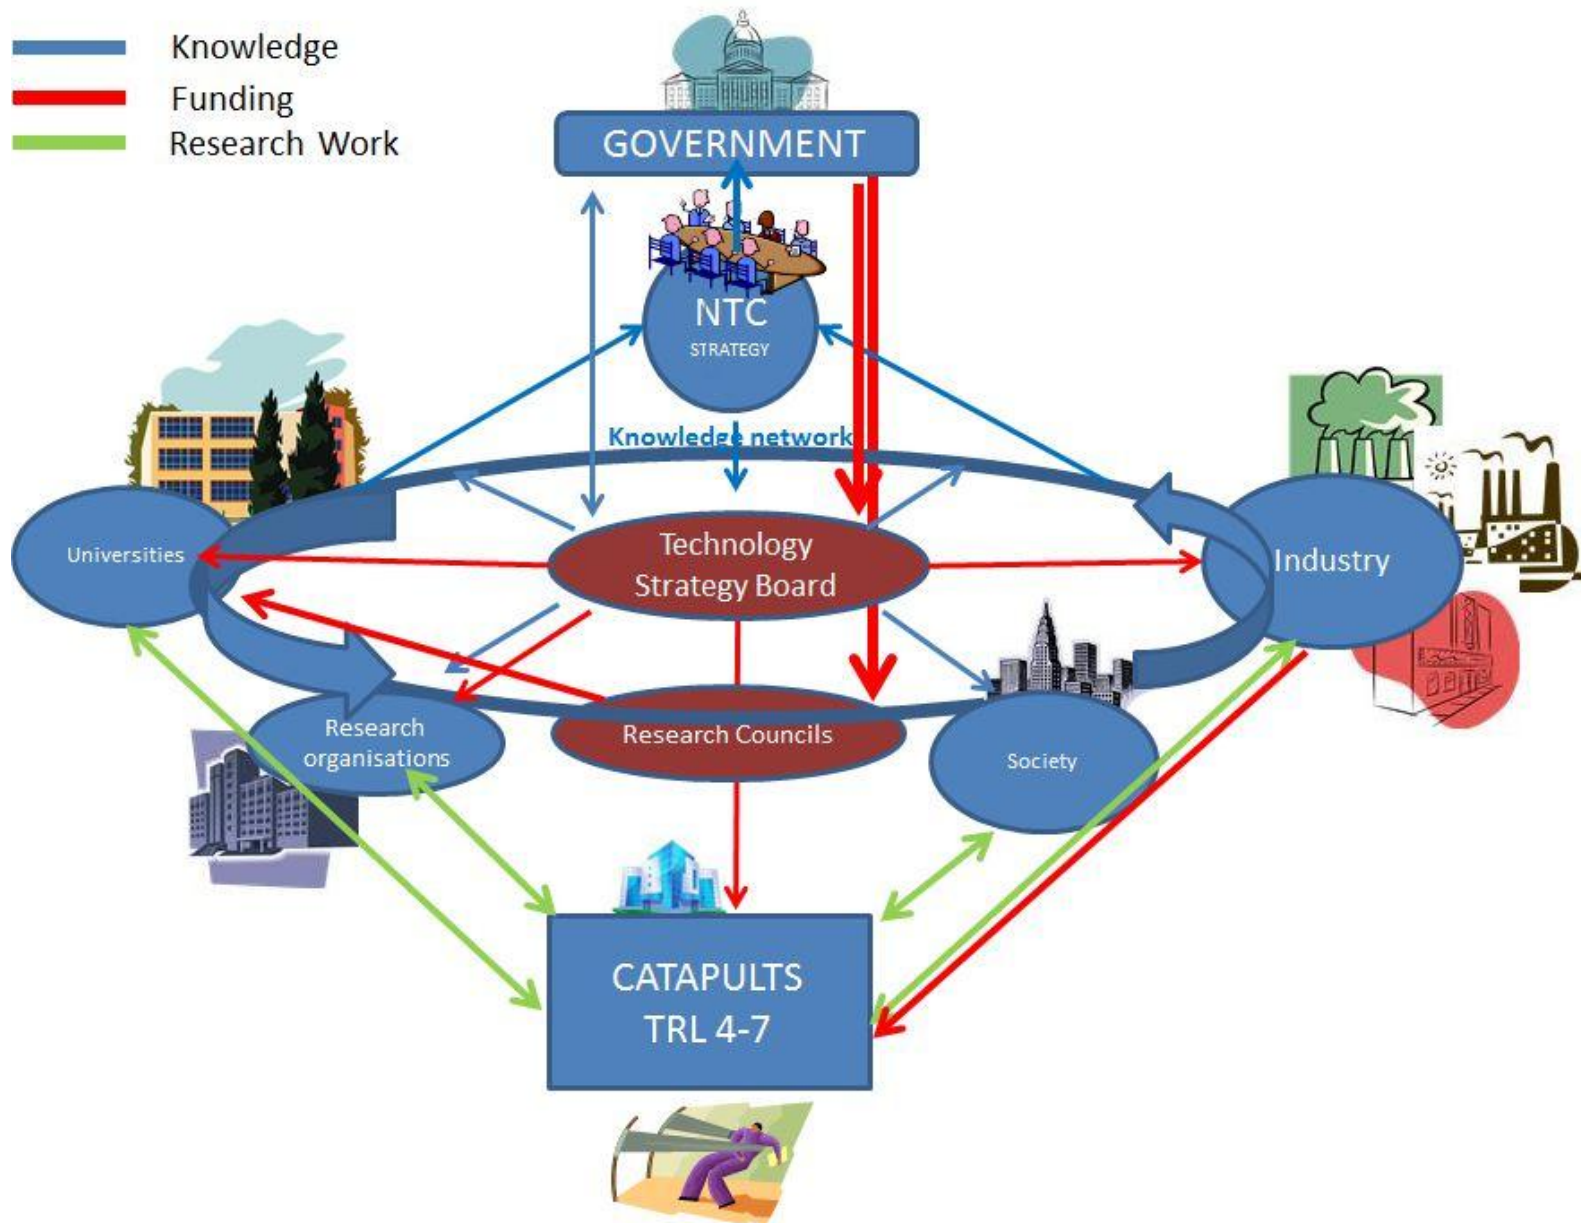 Knowledge
Funding
Research Work
GOVERNMENT
NTC
STRATEGY
Knowledge network
Universities
Technology
Strategy Board
Industry
Research
organisations
Research Councils
Society
CATAPULTS
TRL 4-7